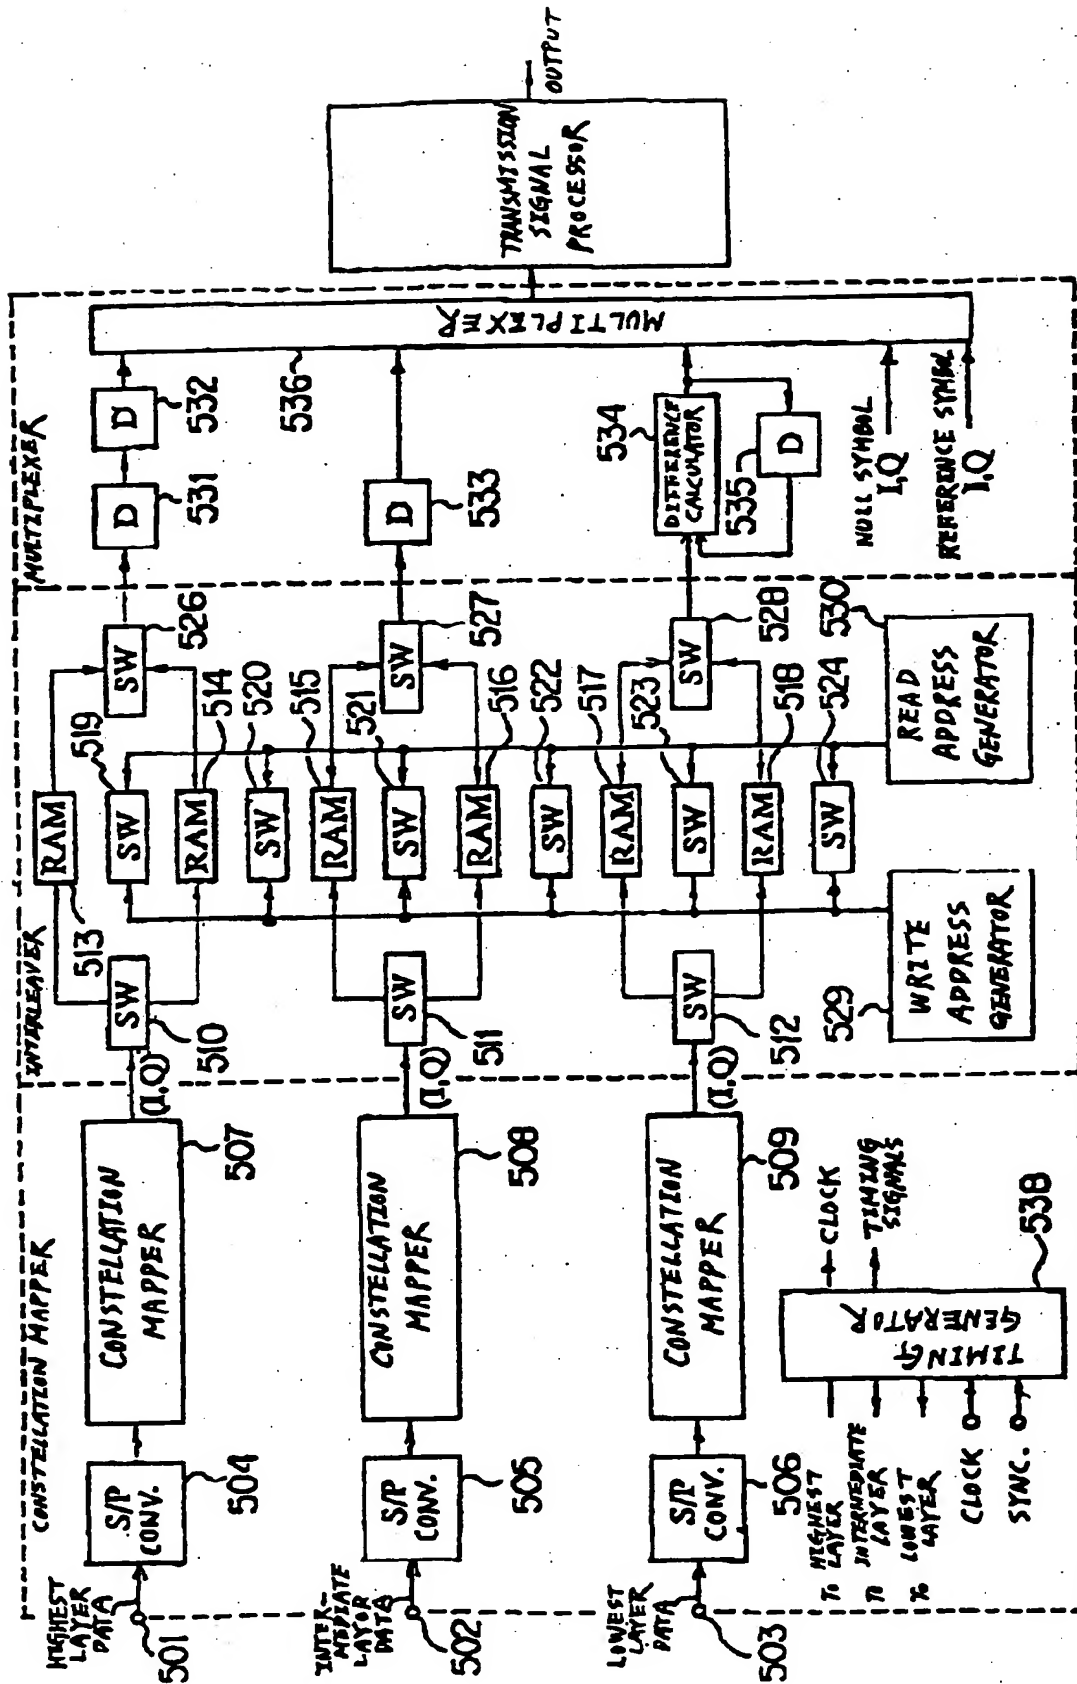 CONSTELLATION MAPPER
INTERLEAVER
MULTIPLEXER
HIGHEST
LAYER
DATA
501
S/P
CONV.
504
CONSTELLATION
MAPPER
507
(I,Q)
SW
510
RAM
513
SW
519
RAM
514
SW
520
SW
526
D
531
D
532
INTER-
MEDIATE
LAYOR
DATA
502
S/P
CONV.
505
CONSTELLATION
MAPPER
508
(I,Q)
SW
511
RAM
515
SW
521
RAM
516
SW
522
SW
527
D
533
LOWEST
LAYER
DATA
503
S/P
CONV.
506
CONSTELLATION
MAPPER
509
(I,Q)
SW
512
RAM
517
SW
523
RAM
518
SW
524
SW
528
DIFFERENCE
CALCULATOR
534
D
535
WRITE
ADDRESS
GENERATOR
529
READ
ADDRESS
GENERATOR
530
NULL SYMBOL
I,Q
REFERENCE SYMBOL
I,Q
MULTIPLEXER
536
TRANSMISSION
SIGNAL
PROCESSOR
OUTPUT
HIGHEST
LAYER
INTERMEDIATE
LAYER
LOWEST
LAYER
CLOCK
SYNC.
TIMING
GENERATOR
538
CLOCK
TIMING
SIGNALS